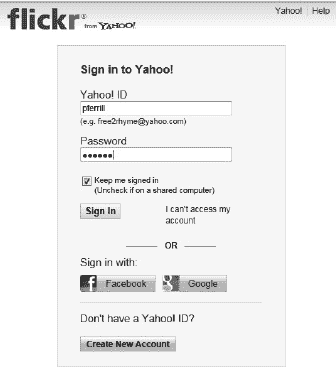 flickr® from YAHOO!
Yahoo! | Help
Sign in to Yahoo!
Yahoo! ID
pferrill
(e.g. free2rhyme@yahoo.com)
Password
●●●●●●
Keep me signed in
(Uncheck if on a shared computer)
Sign In
I can't access my
account
OR
Sign in with:
Facebook
Google
Don't have a Yahoo! ID?
Create New Account